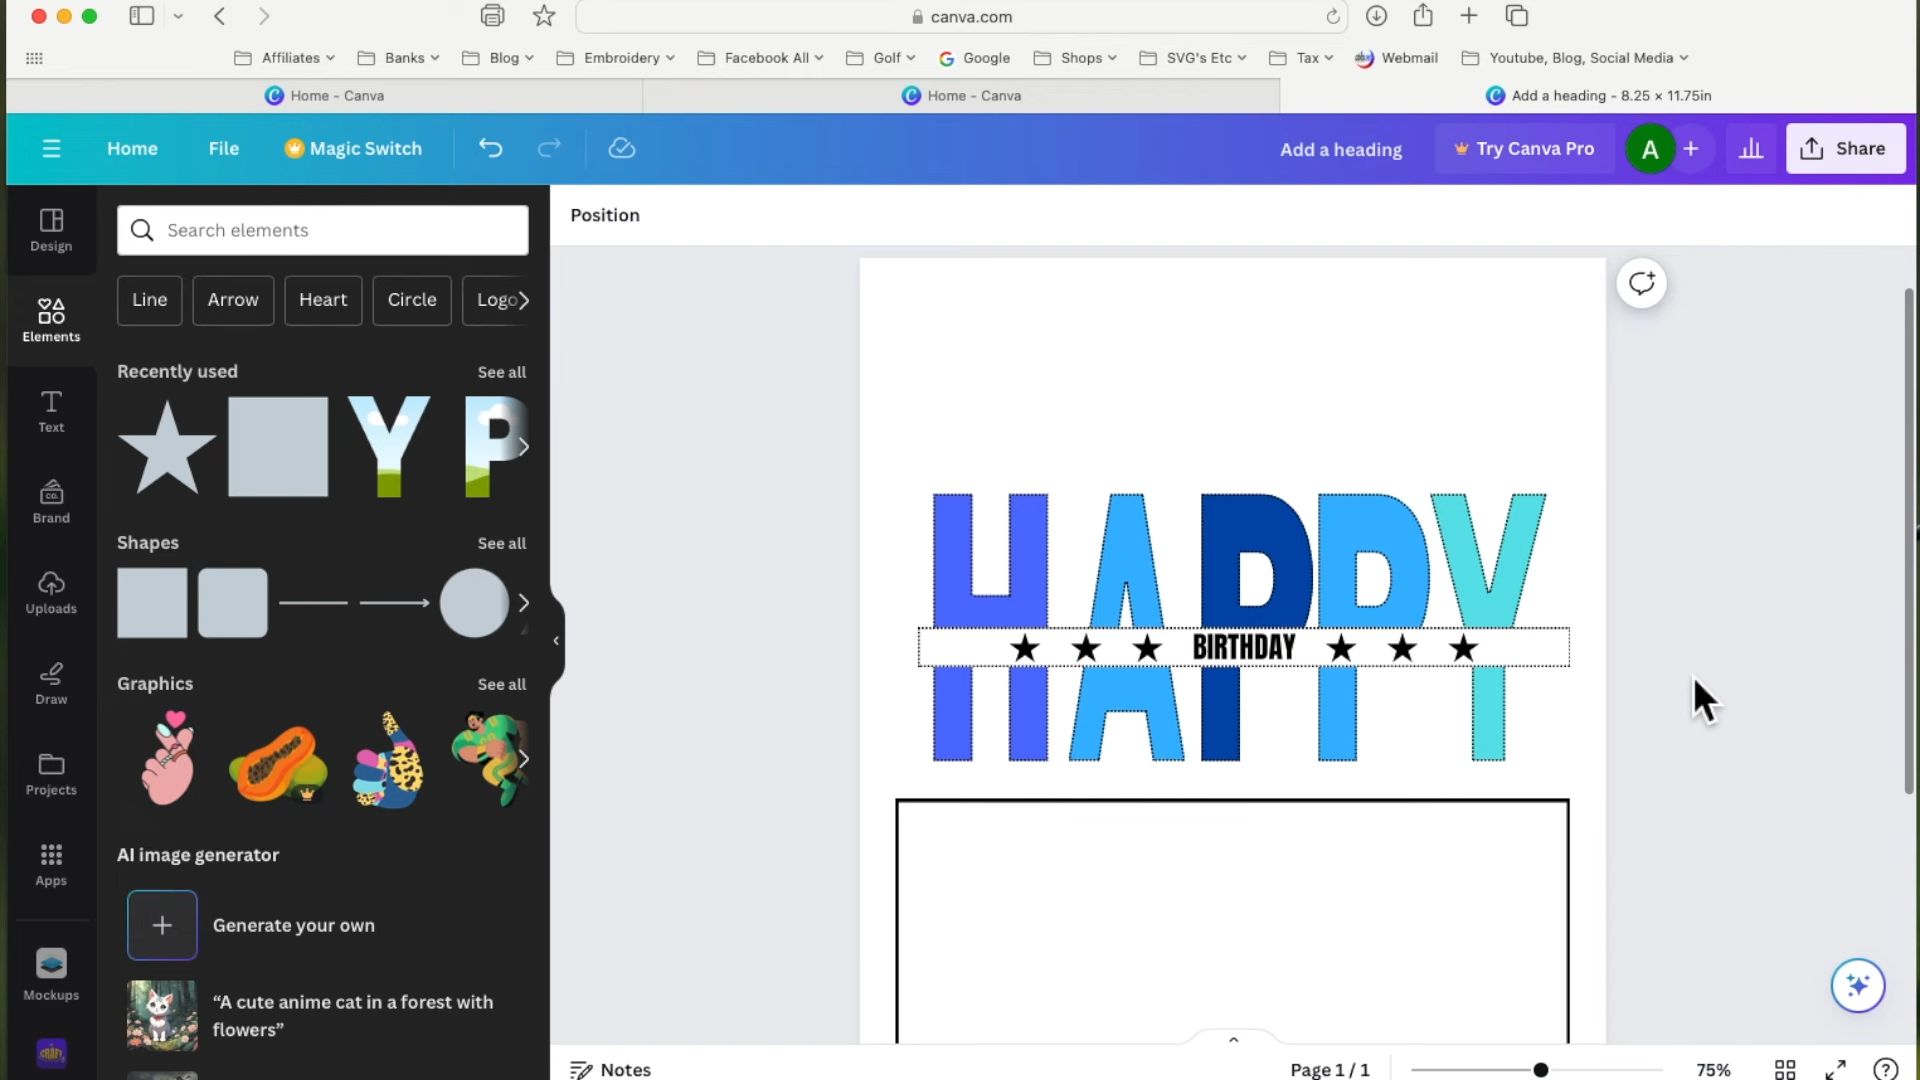 canva.com
Affiliates
Banks
Blog
Embroidery
Facebook All
Golf
Google
Shops
SVG's Etc
Tax
Webmail
Youtube, Blog, Social Media
Home - Canva
Home - Canva
Add a heading - 8.25 × 11.75in
Home
File
Magic Switch
Add a heading
Try Canva Pro
A
Share
Design
Elements
Text
Brand
Uploads
Draw
Projects
Apps
Mockups
Search elements
Line
Arrow
Heart
Circle
Logo
Recently used
See all
Y P
Shapes
See all
Graphics
See all
AI image generator
Generate your own
“A cute anime cat in a forest with
flowers”
Position
HAPPY
BIRTHDAY
Notes
Page 1 / 1
75%